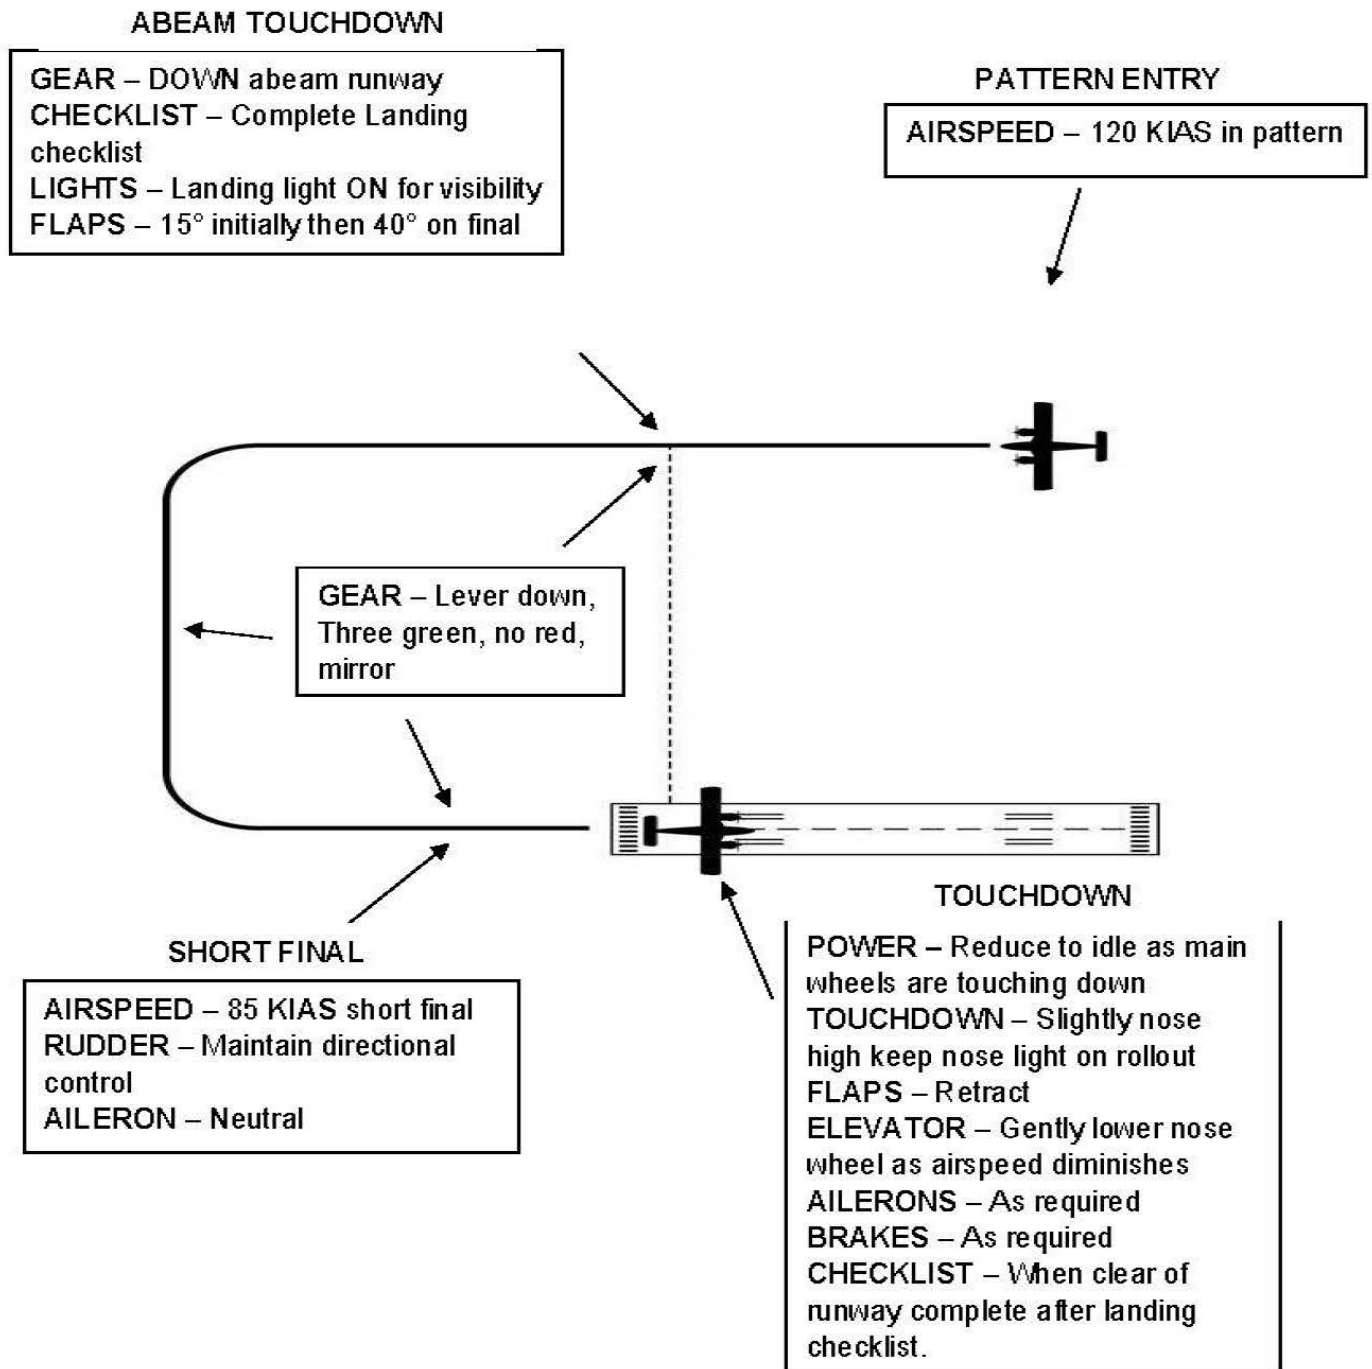 ABEAM TOUCHDOWN
GEAR – DOWN abeam runway
CHECKLIST – Complete Landing
checklist
LIGHTS – Landing light ON for visibility
FLAPS – 15° initially then 40° on final
PATTERN ENTRY
AIRSPEED – 120 KIAS in pattern
GEAR – Lever down,
Three green, no red,
mirror
SHORT FINAL
AIRSPEED – 85 KIAS short final
RUDDER – Maintain directional
control
AILERON – Neutral
TOUCHDOWN
POWER – Reduce to idle as main
wheels are touching down
TOUCHDOWN – Slightly nose
high keep nose light on rollout
FLAPS – Retract
ELEVATOR – Gently lower nose
wheel as airspeed diminishes
AILERONS – As required
BRAKES – As required
CHECKLIST – When clear of
runway complete after landing
checklist.